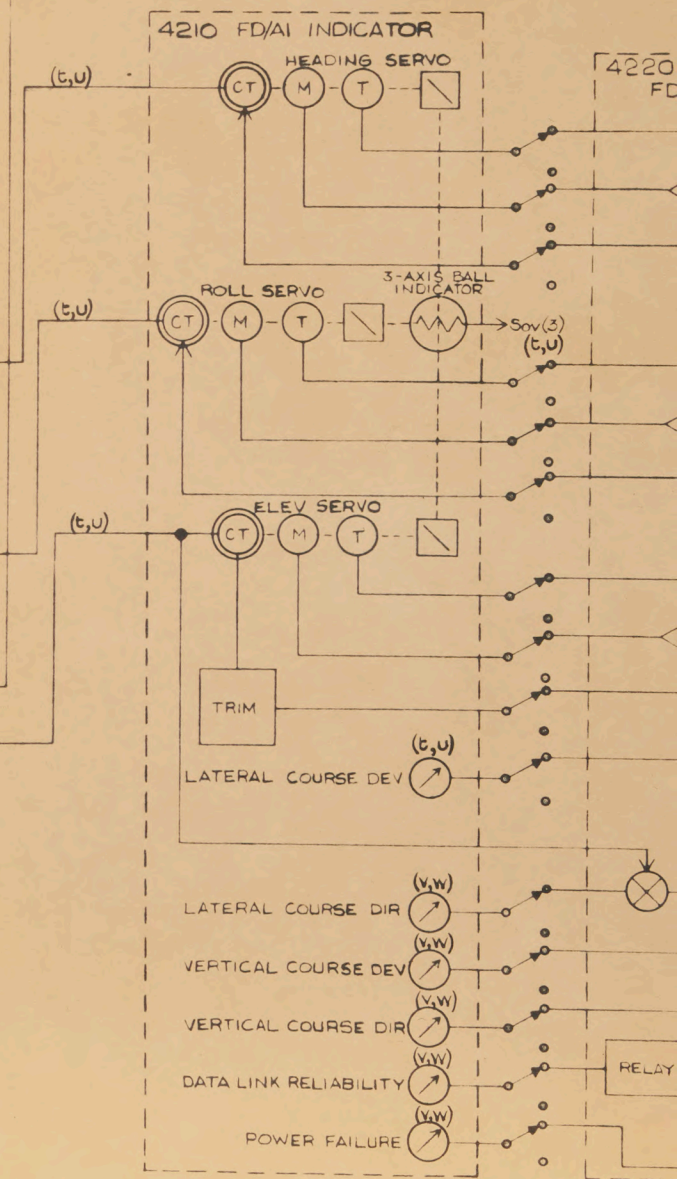 4210 FD/AI INDICATOR
HEADING SERVO
(t,u)
CT
M
T
4220
FD
ROLL SERVO
3-AXIS BALL
INDICATOR
(t,u)
CT
M
T
Sov(3)
(t,u)
ELEV SERVO
(t,u)
CT
M
T
TRIM
(t,u)
LATERAL COURSE DEV
(v,w)
LATERAL COURSE DIR
(v,w)
VERTICAL COURSE DEV
(v,w)
VERTICAL COURSE DIR
(v,w)
DATA LINK RELIABILITY
RELAY
(v,w)
POWER FAILURE